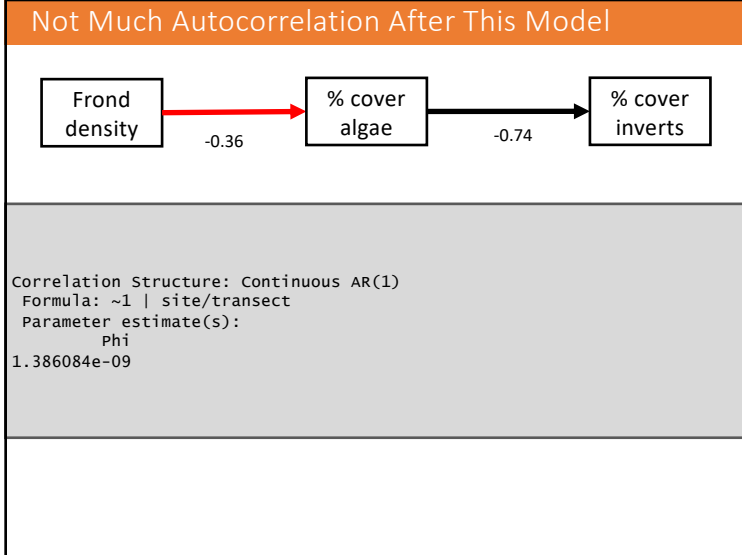 Not Much Autocorrelation After This Model
Frond
density
-0.36
% cover
algae
-0.74
% cover
inverts
Correlation Structure: Continuous AR(1)
Formula: ~1 | site/transect
Parameter estimate(s):
Phi
1.386084e-09